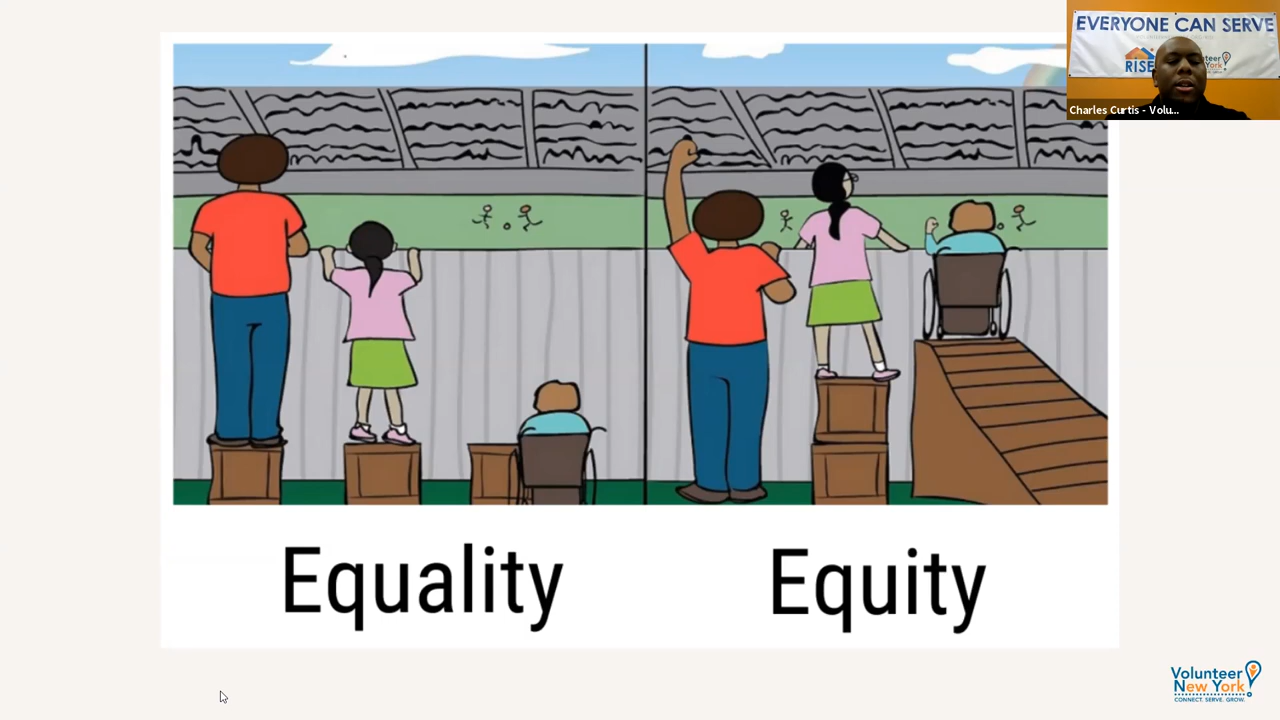 EVERYONE CAN SERVE
RISE
Charles Curtis - Volu...
Equality
Equity
Volunteer
New York
CONNECT. SERVE. GROW.